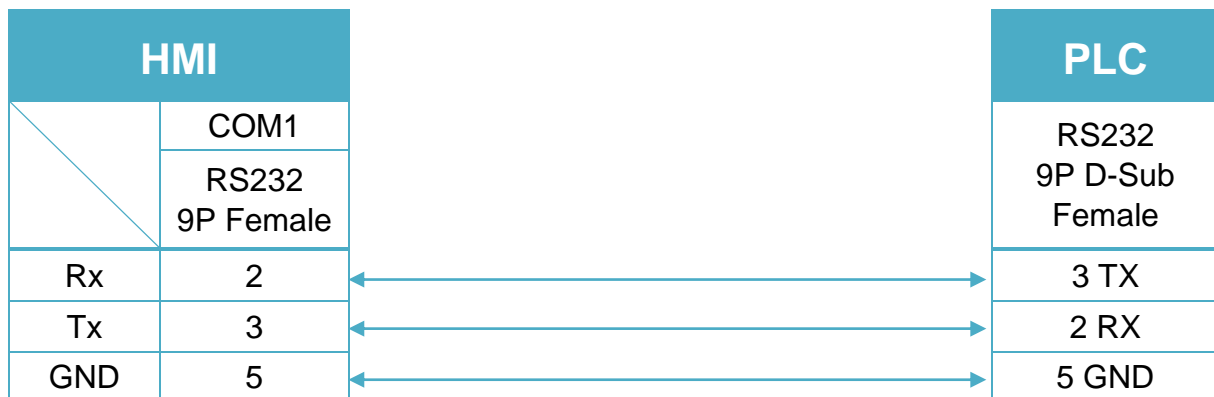 HMI
PLC
COM1
RS232
9P Female
RS232
9P D-Sub
Female
Rx 2 3 TX
Tx 3 2 RX
GND 5 5 GND